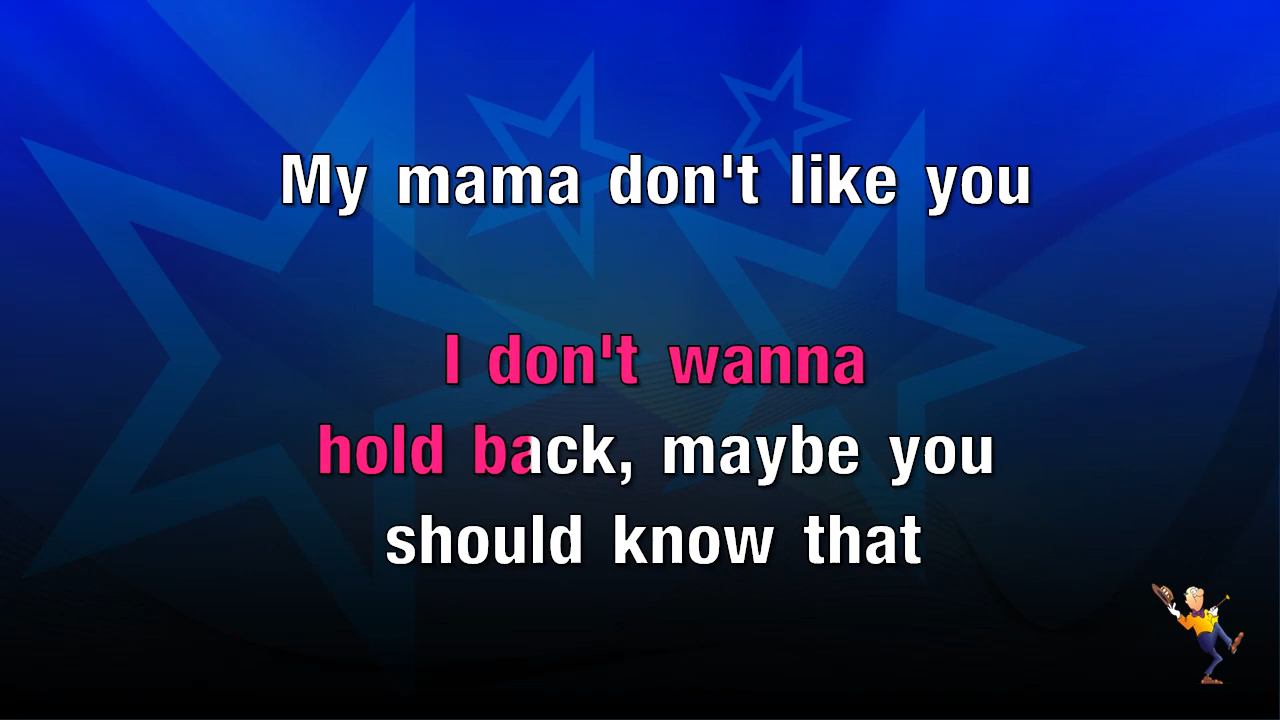 My mama don't like you
I don't wanna
hold back, maybe you
should know that